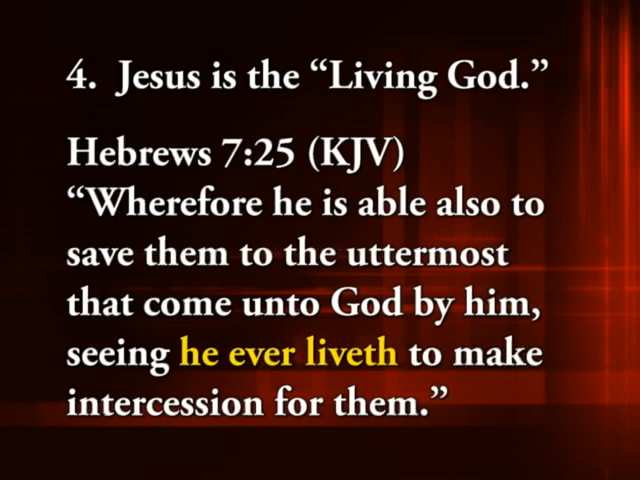 4. Jesus is the “Living God.”
Hebrews 7:25 (KJV)
“Wherefore he is able also to
save them to the uttermost
that come unto God by him,
seeing he ever liveth to make
intercession for them.”